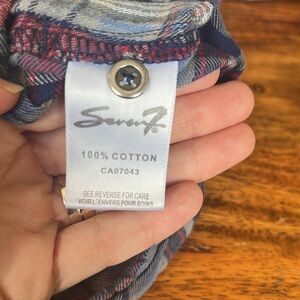 Seven7®
100% COTTON
CA07043
SEE REVERSE FOR CARE
VOIR L'ENVERS POUR SOINS